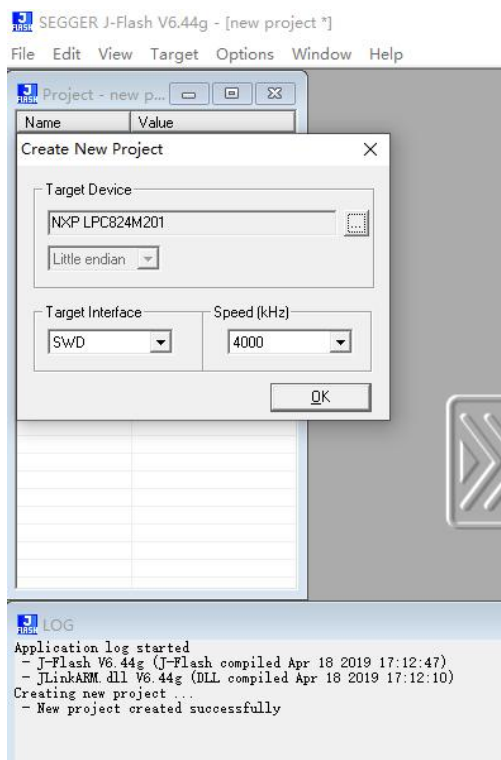 SEGGER J-Flash V6.44g - [new project *]
File Edit View Target Options Window Help
Project - new p...
Name Value
Create New Project
Target Device
NXP LPC824M201
...
Little endian
Target Interface
Speed (kHz)
SWD
4000
OK
LOG
Application log started
- J-Flash V6.44g (J-Flash compiled Apr 18 2019 17:12:47)
- JLinkARM.dll V6.44g (DLL compiled Apr 18 2019 17:12:10)
Creating new project ...
- New project created successfully